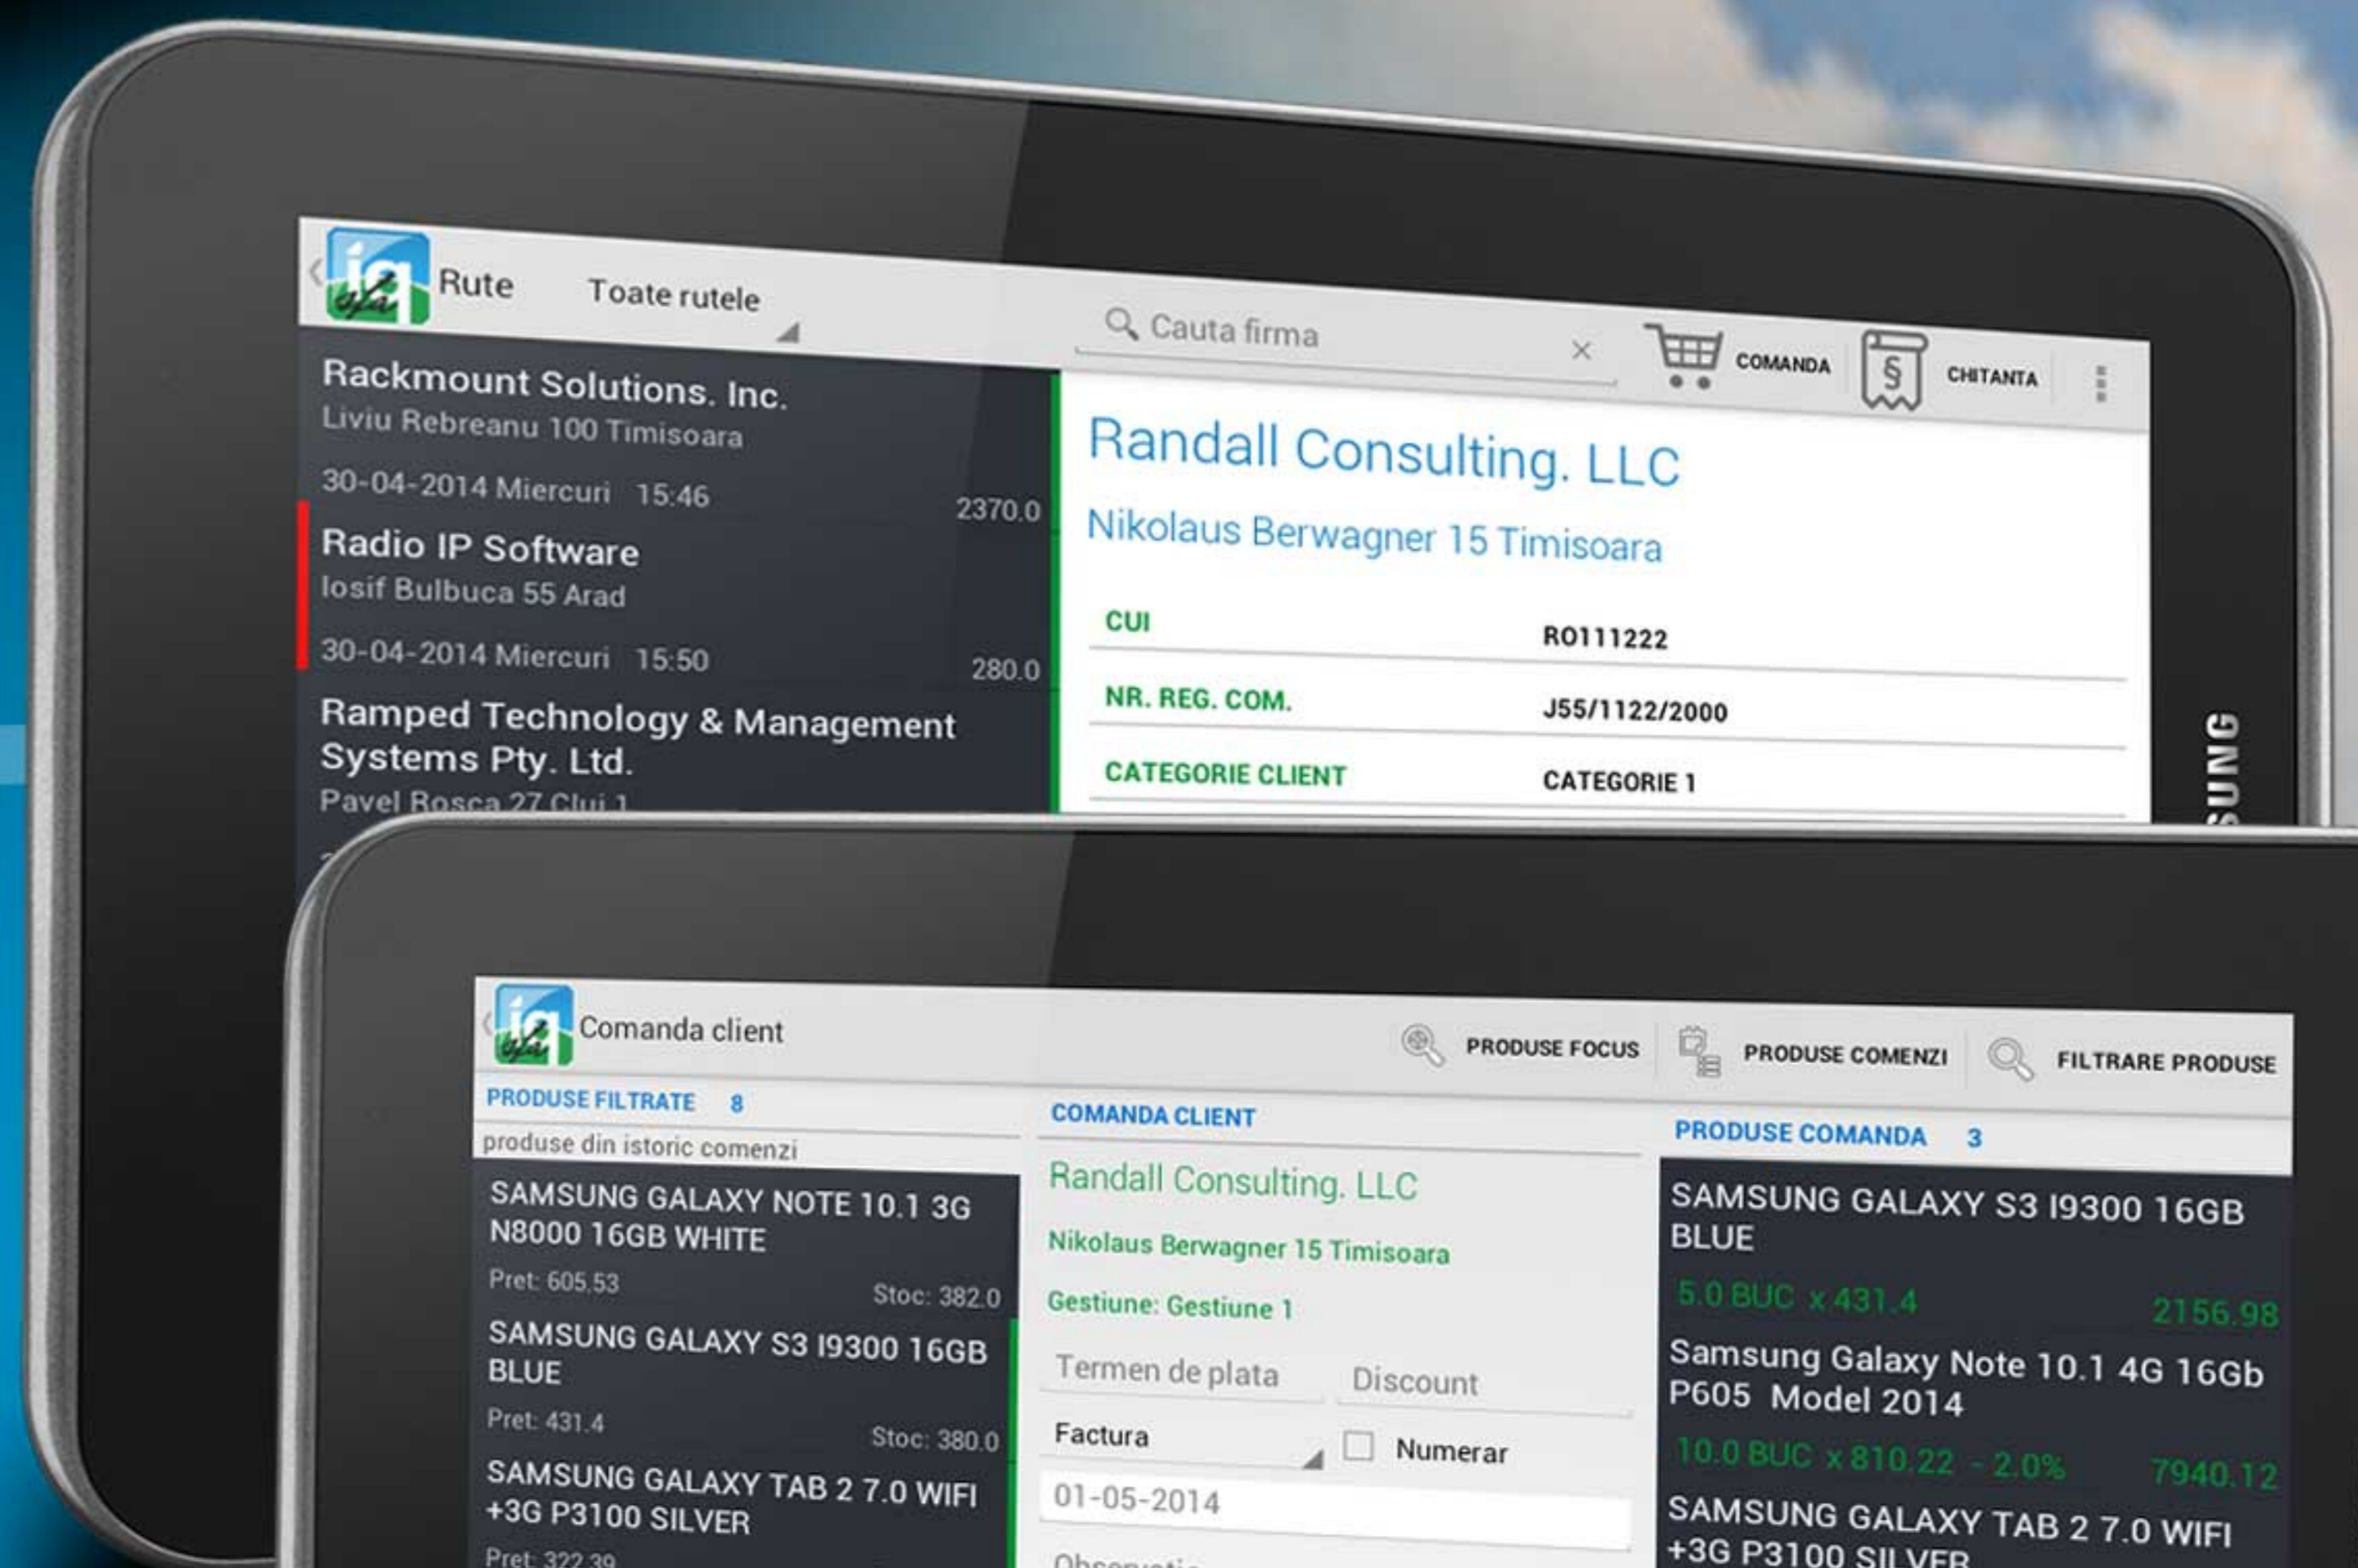 Rute
Toate rutele
Cauta firma
COMANDA
CHITANTA
Rackmount Solutions. Inc.
Liviu Rebreanu 100 Timisoara
30-04-2014 Miercuri 15:46
2370.0
Radio IP Software
Iosif Bulbuca 55 Arad
30-04-2014 Miercuri 15:50
280.0
Ramped Technology & Management
Systems Pty. Ltd.
Pavel Rosca 27 Cluj 1
Randall Consulting. LLC
Nikolaus Berwagner 15 Timisoara
CUI RO111222
NR. REG. COM. J55/1122/2000
CATEGORIE CLIENT CATEGORIE 1
Comanda client
PRODUSE FOCUS
PRODUSE COMENZI
FILTRARE PRODUSE
PRODUSE FILTRATE 8
produse din istoric comenzi
SAMSUNG GALAXY NOTE 10.1 3G
N8000 16GB WHITE
Pret: 605.53 Stoc: 382.0
SAMSUNG GALAXY S3 I9300 16GB
BLUE
Pret: 431.4 Stoc: 380.0
SAMSUNG GALAXY TAB 2 7.0 WIFI
+3G P3100 SILVER
Pret: 322.39
COMANDA CLIENT
Randall Consulting. LLC
Nikolaus Berwagner 15 Timisoara
Gestiune: Gestiune 1
Termen de plata Discount
Factura Numerar
01-05-2014
PRODUSE COMANDA 3
SAMSUNG GALAXY S3 I9300 16GB
BLUE
5.0 BUC x 431.4 2156.98
Samsung Galaxy Note 10.1 4G 16Gb
P605 Model 2014
10.0 BUC x 810.22 - 2.0% 7940.12
SAMSUNG GALAXY TAB 2 7.0 WIFI
+3G P3100 SILVER